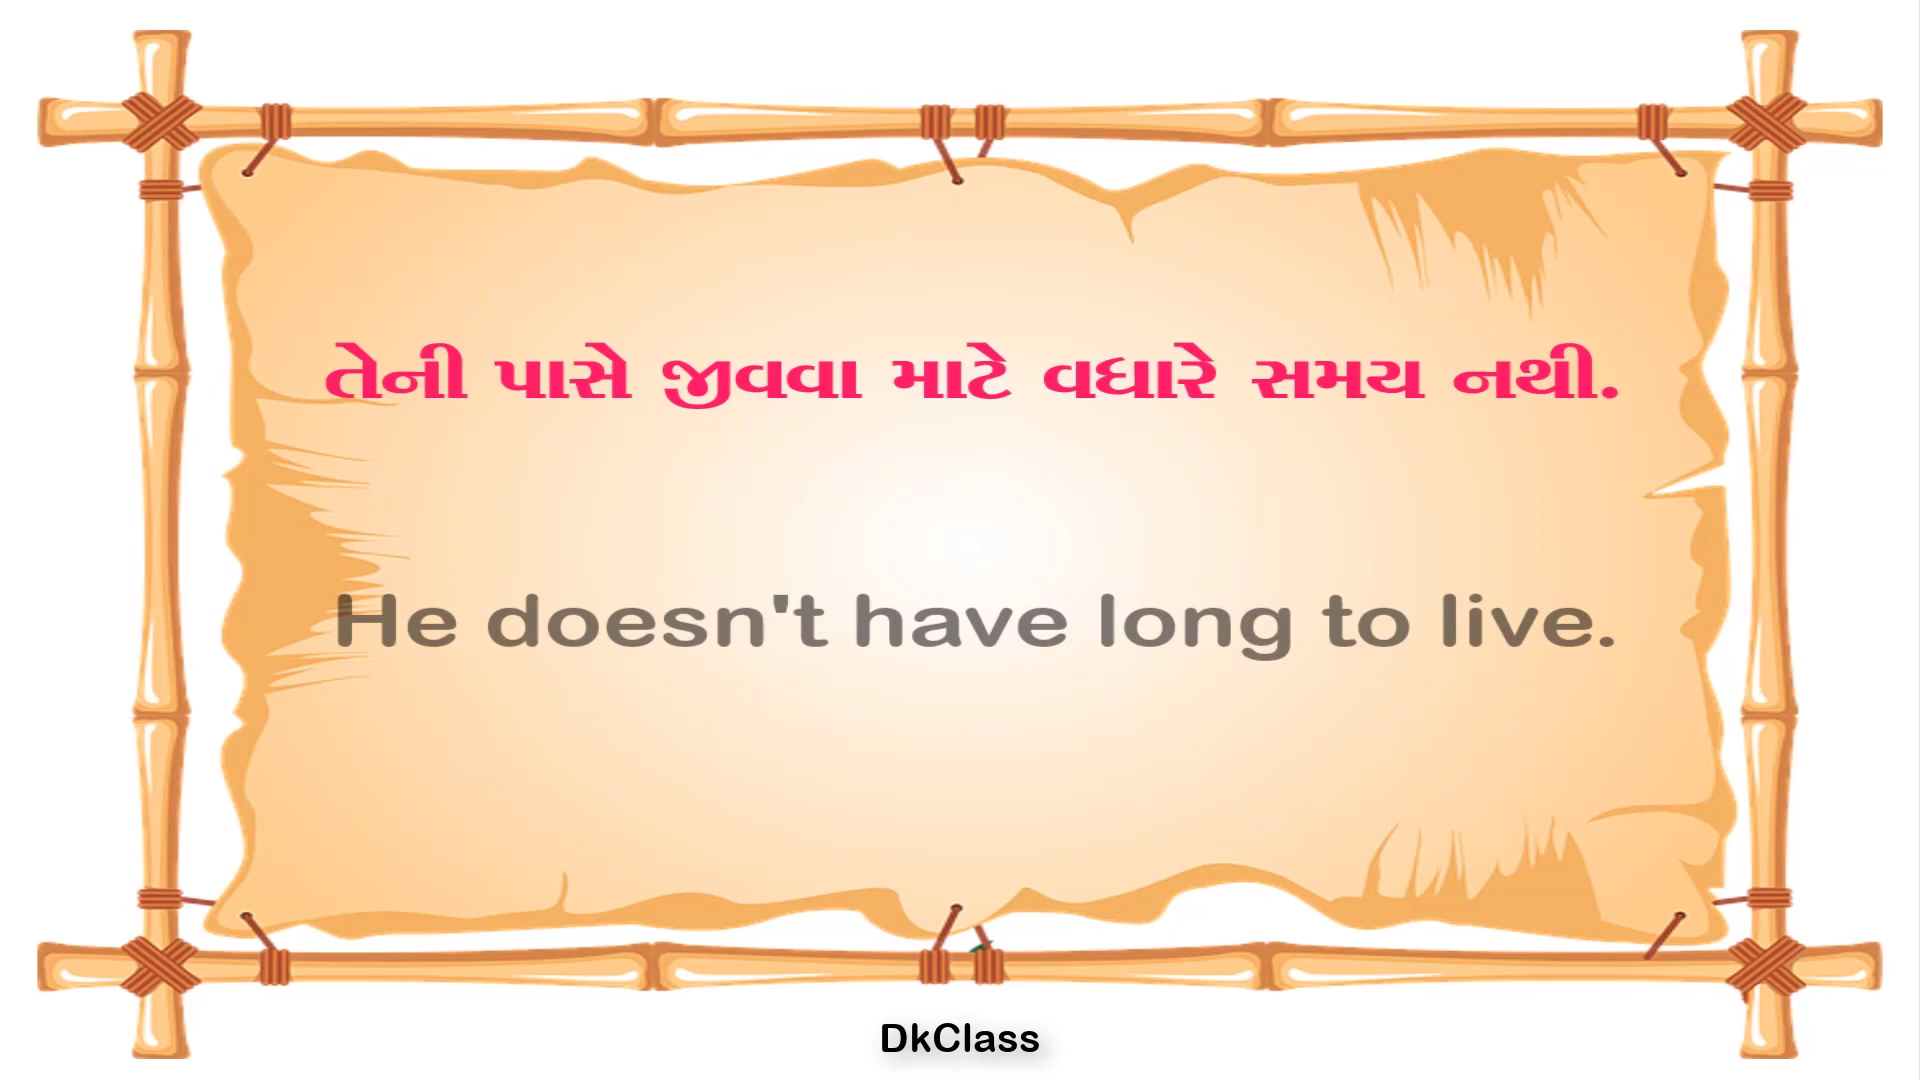 તેની પાસે જીવવા માટે વધારે સમય નથી.
He doesn't have long to live.
DkClass